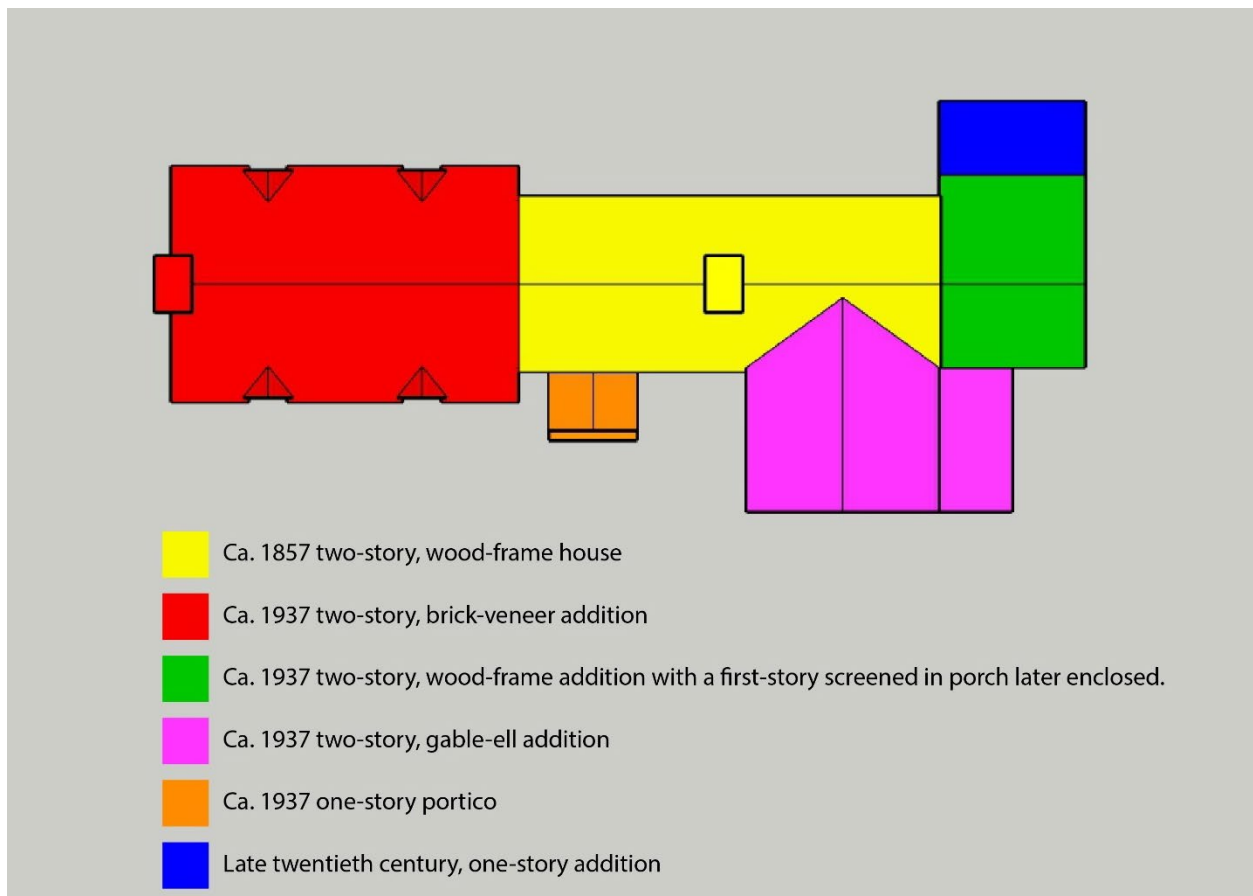 Ca. 1857 two-story, wood-frame house
Ca. 1937 two-story, brick-veneer addition
Ca. 1937 two-story, wood-frame addition with a first-story screened in porch later enclosed.
Ca. 1937 two-story, gable-ell addition
Ca. 1937 one-story portico
Late twentieth century, one-story addition